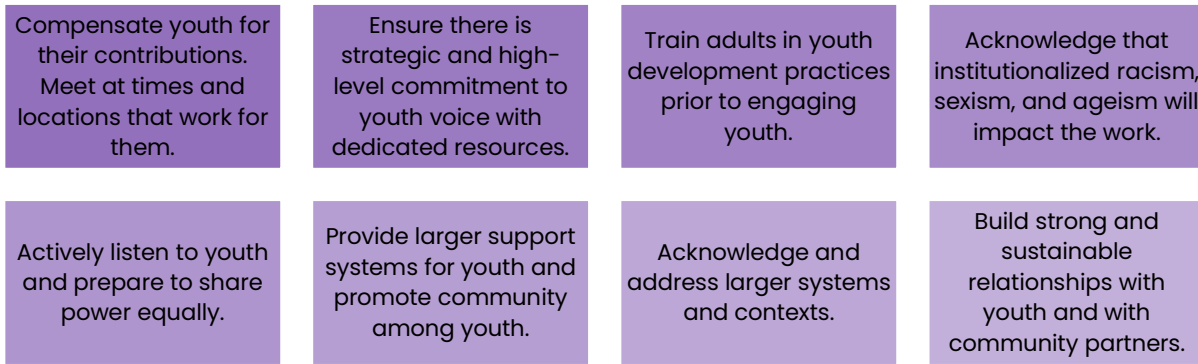 Compensate youth for
their contributions.
Meet at times and
locations that work for
them.
Ensure there is
strategic and high-
level commitment to
youth voice with
dedicated resources.
Train adults in youth
development practices
prior to engaging
youth.
Acknowledge that
institutionalized racism,
sexism, and ageism will
impact the work.
Actively listen to youth
and prepare to share
power equally.
Provide larger support
systems for youth and
promote community
among youth.
Acknowledge and
address larger systems
and contexts.
Build strong and
sustainable
relationships with
youth and with
community partners.